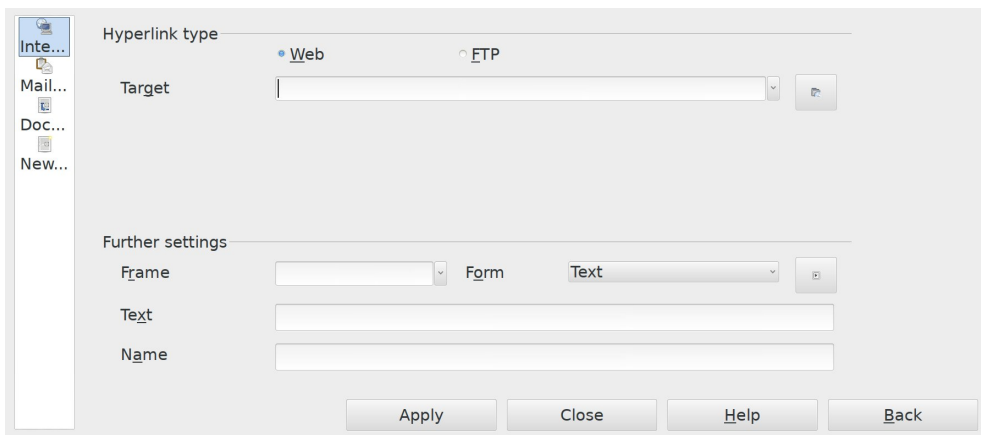 Inte...
Mail...
Doc...
New...
Hyperlink type
Web FTP
Target
Further settings
Frame Form Text
Text
Name
Apply Close Help Back